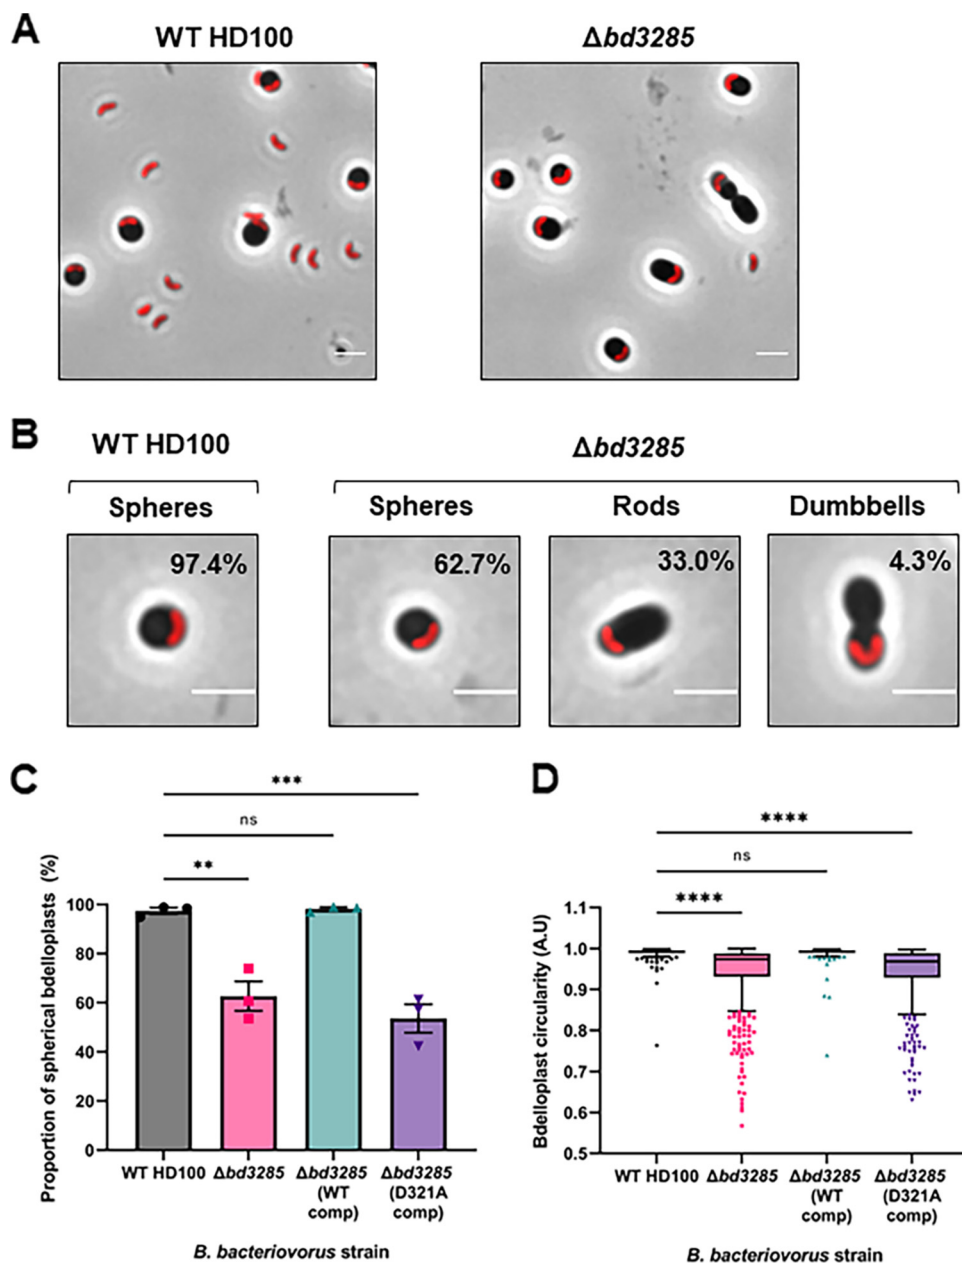 A
WT HD100
Δbd3285
B
WT HD100
Δbd3285
Spheres
Spheres
Rods
Dumbbells
97.4%
62.7%
33.0%
4.3%
C
***
ns
**
Proportion of spherical bdelloplasts (%)
100
80
60
40
20
0
WT HD100
Δbd3285
Δbd3285
(WT
comp)
Δbd3285
(D321A
comp)
B. bacteriovorus strain
D
****
ns
****
Bdelloplast circularity (A.U)
1.1
1.0
0.9
0.8
0.7
0.6
0.5
WT HD100
Δbd3285
Δbd3285
(WT
comp)
Δbd3285
(D321A
comp)
B. bacteriovorus strain